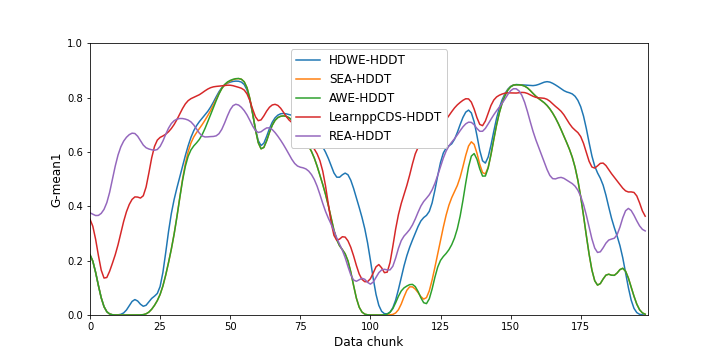 1.0
0.8
0.6
0.4
0.2
0.0
G-mean1
HDWE-HDDT
SEA-HDDT
AWE-HDDT
LearnppCDS-HDDT
REA-HDDT
0 25 50 75 100 125 150 175
Data chunk